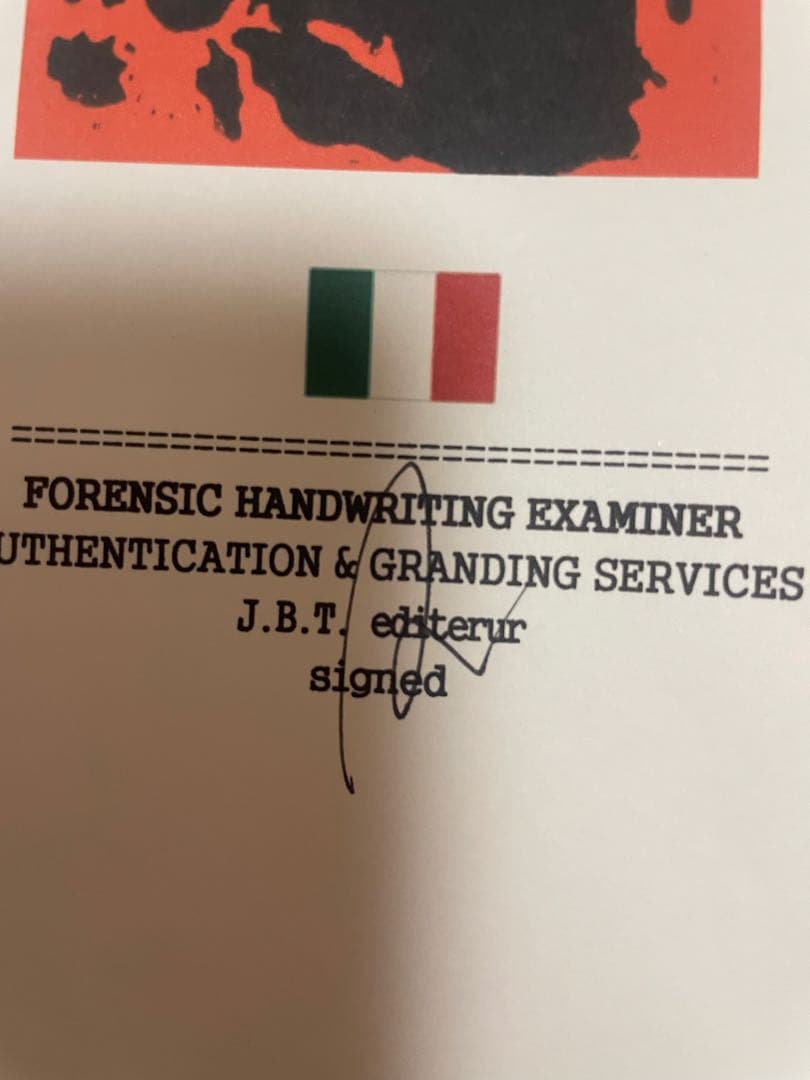 ==================================
FORENSIC HANDWRITING EXAMINER
UTHENTICATION & GRANDING SERVICES
J.B.T. editerur
signed